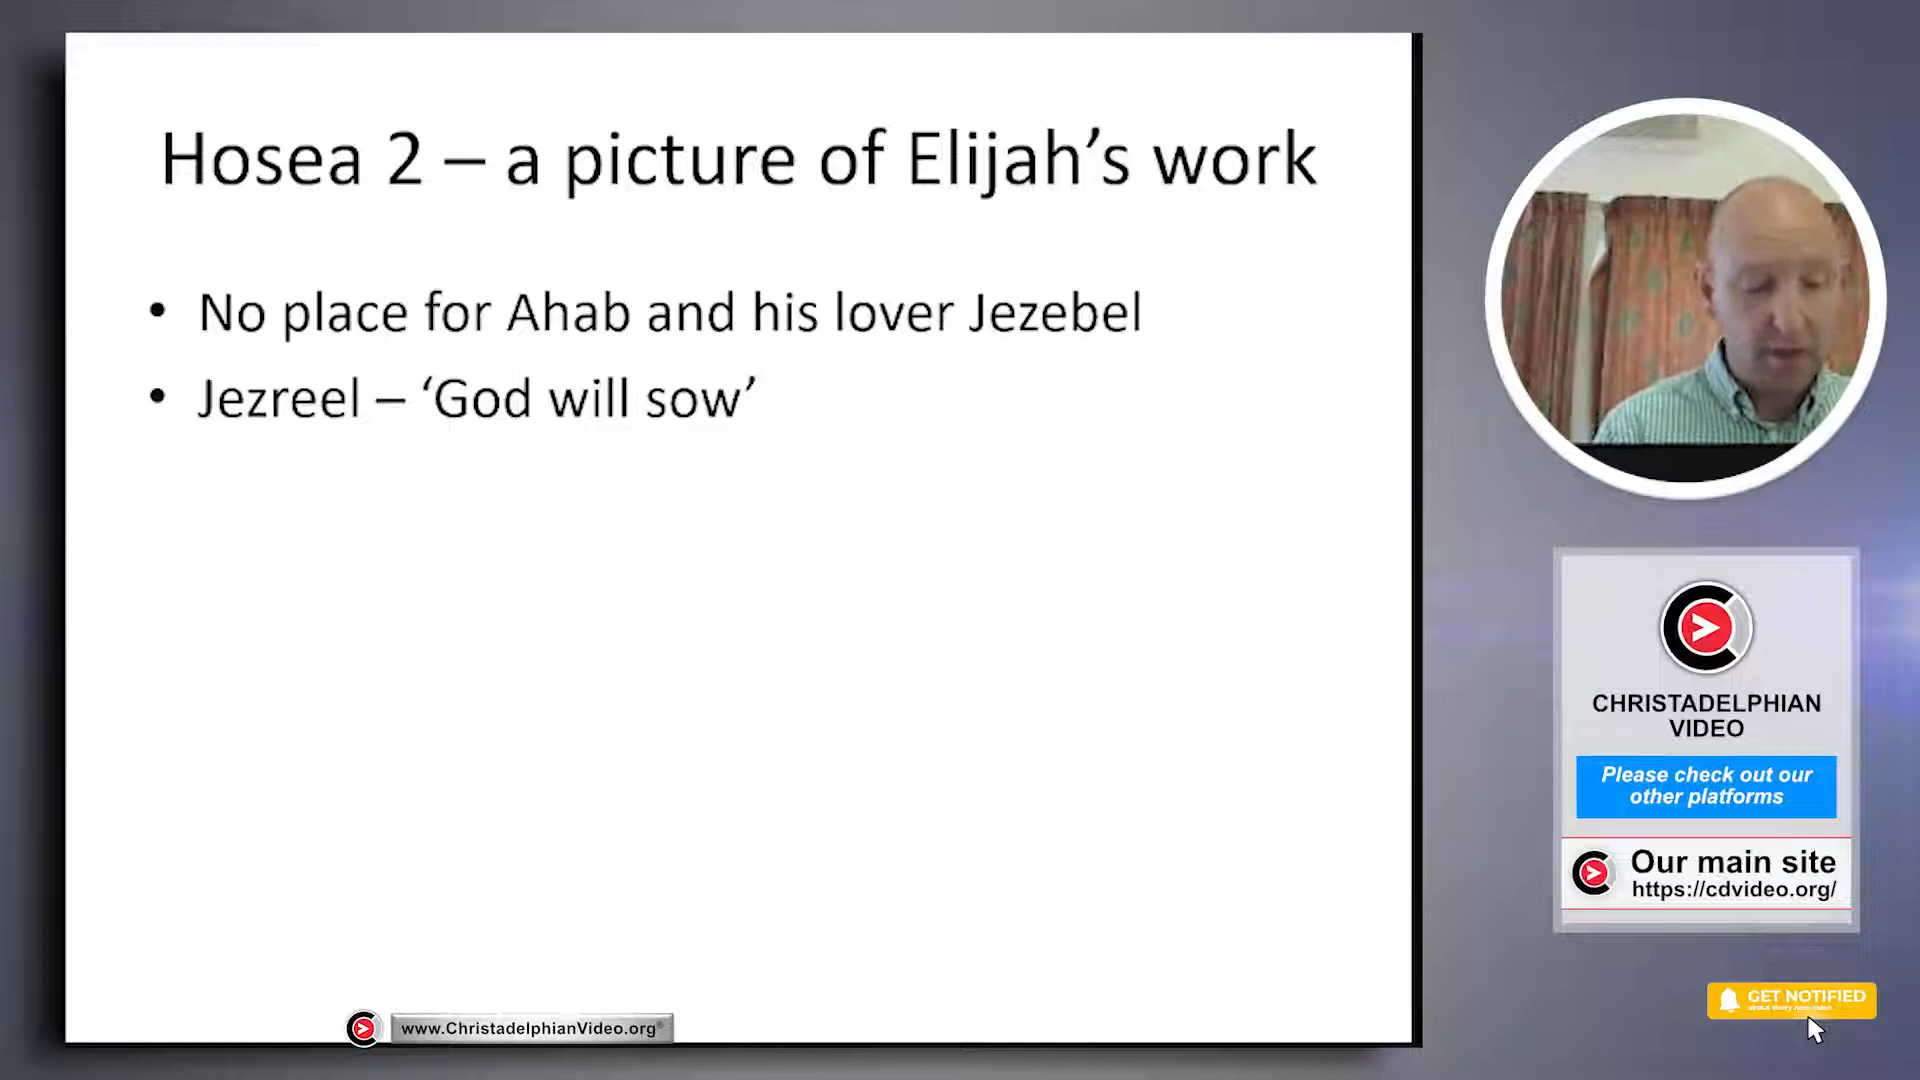 Hosea 2 – a picture of Elijah’s work
• No place for Ahab and his lover Jezebel
• Jezreel – ‘God will sow’
www.ChristadelphianVideo.org
CHRISTADELPHIAN
VIDEO
Please check out our
other platforms
Our main site
https://cdvideo.org/
GET NOTIFIED